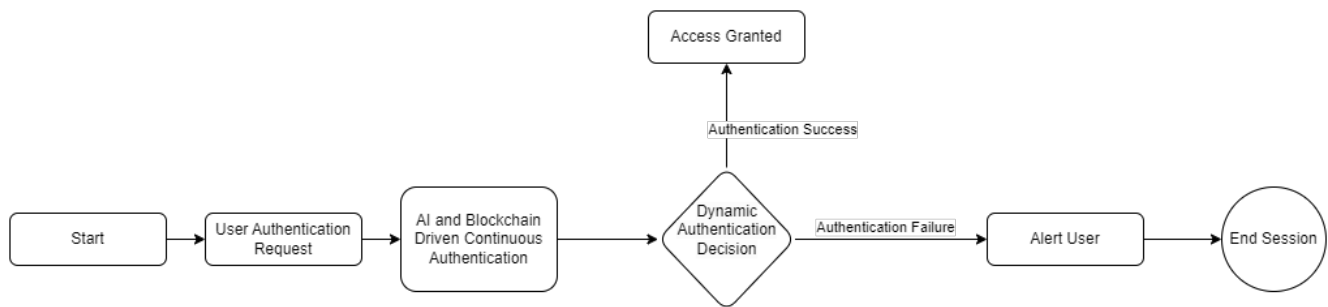 Access Granted
Authentication Success
Start
User Authentication
Request
AI and Blockchain
Driven Continuous
Authentication
Dynamic
Authentication
Decision
Authentication Failure
Alert User
End Session